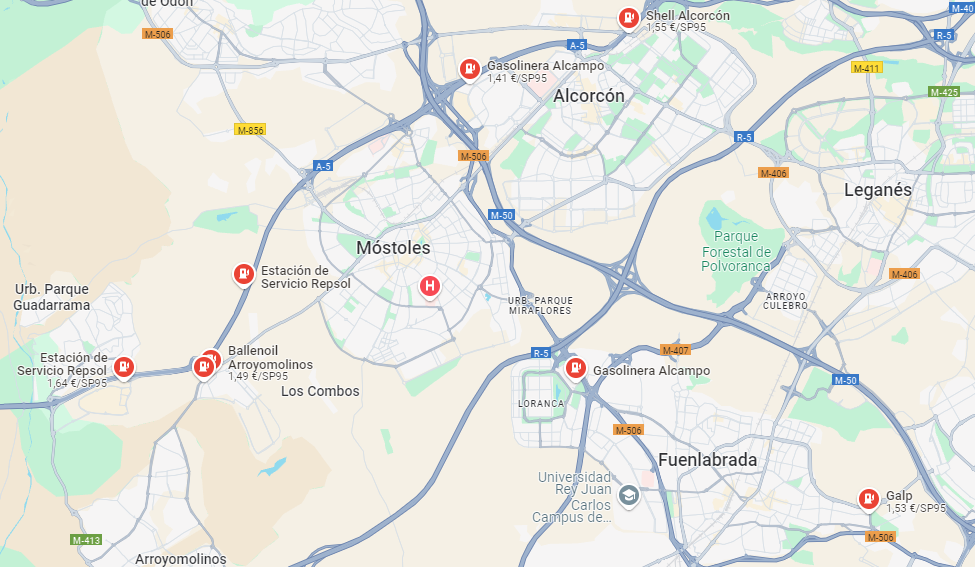 de Odón
M-506
Shell Alcorcón
1,55 €/SP95
M-40
R-5
A-5
Gasolinera Alcampo
1,41 €/SP95
M-411
Alcorcón
M-425
M-856
R-5
A-5
M-506
M-406
Leganés
M-50
Móstoles
Parque
Forestal de
Polvoranca
Estación de
Servicio Repsol
M-406
H
Urb. Parque
Guadarrama
URB. PARQUE
MIRAFLORES
ARROYO
CULEBRO
Ballenoil
Arroyomolinos
1,49 €/SP95
Estación de
Servicio Repsol
1,64 €/SP95
R-5
M-407
Gasolinera Alcampo
M-50
Los Combos
LORANCA
M-506
Fuenlabrada
Universidad
Rey Juan
Carlos
Campus de...
Galp
1,53 €/SP95
M-506
M-413
Arroyomolinos